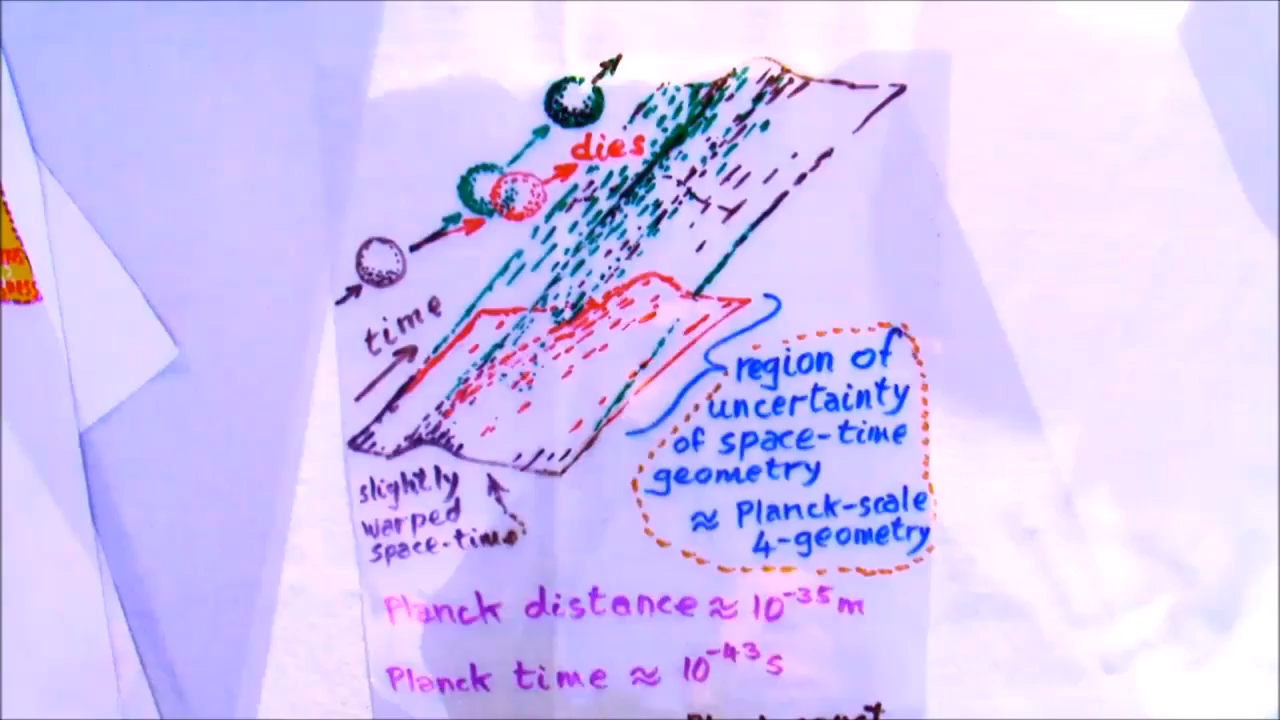 dies
time
slightly
warped
space-time
region of
uncertainty
of space-time
geometry
≈ Planck-scale
4-geometry
Planck distance ≈ 10⁻³⁵ m
Planck time ≈ 10⁻⁴³ s